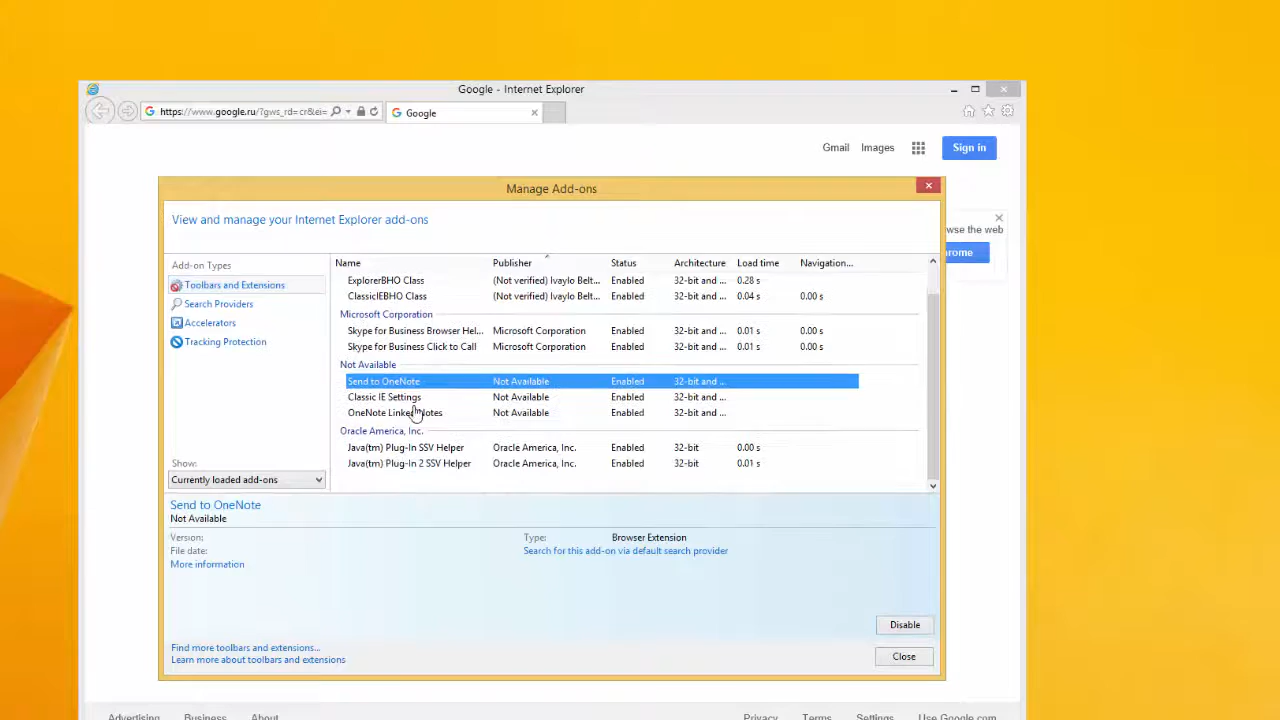 Google - Internet Explorer
https://www.google.ru/?gws_rd=cr&ei=
Google
Gmail Images Sign in
Manage Add-ons
View and manage your Internet Explorer add-ons
wse the web
rome
Add-on Types
Toolbars and Extensions
Search Providers
Accelerators
Tracking Protection
Show:
Currently loaded add-ons
Name Publisher Status Architecture Load time Navigation...
ExplorerBHO Class (Not verified) Ivaylo Belt... Enabled 32-bit and ... 0.28 s
ClassicIEBHO Class (Not verified) Ivaylo Belt... Enabled 32-bit and ... 0.04 s 0.00 s
Microsoft Corporation
Skype for Business Browser Hel... Microsoft Corporation Enabled 32-bit and ... 0.01 s 0.00 s
Skype for Business Click to Call Microsoft Corporation Enabled 32-bit and ... 0.01 s 0.00 s
Not Available
Send to OneNote Not Available Enabled 32-bit and ...
Classic IE Settings Not Available Enabled 32-bit and ...
OneNote Linked Notes Not Available Enabled 32-bit and ...
Oracle America, Inc.
Java(tm) Plug-In SSV Helper Oracle America, Inc. Enabled 32-bit 0.00 s
Java(tm) Plug-In 2 SSV Helper Oracle America, Inc. Enabled 32-bit 0.01 s
Send to OneNote
Not Available
Version:
File date:
More information
Type: Browser Extension
Search for this add-on via default search provider
Disable
Find more toolbars and extensions...
Learn more about toolbars and extensions
Close
Advertising Business About Privacy Terms Settings Use Google.com